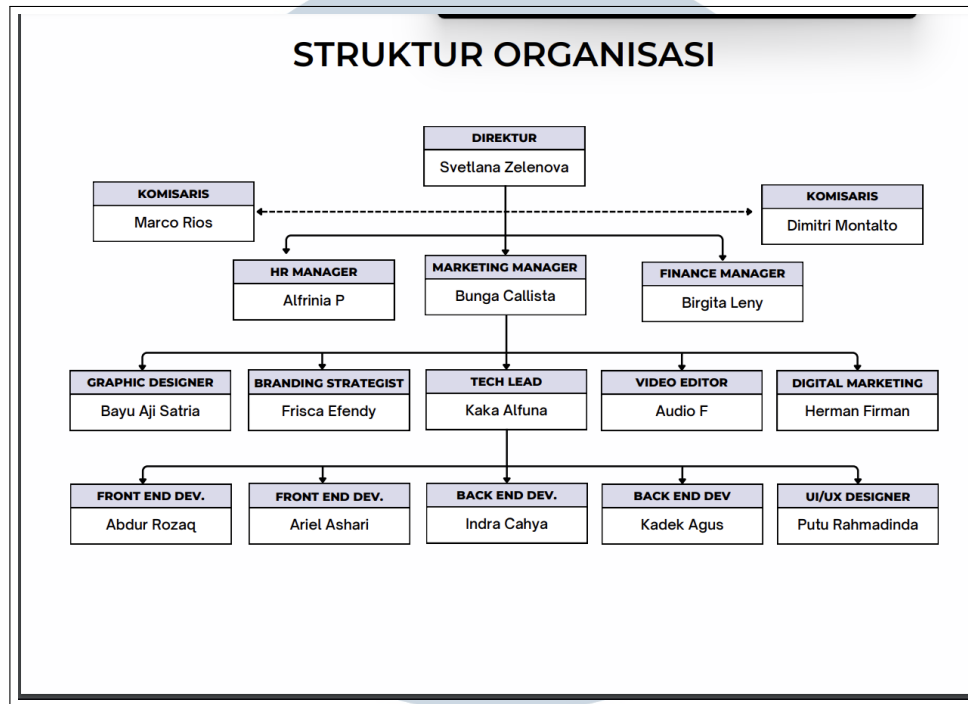 STRUKTUR ORGANISASI
DIREKTUR
Svetlana Zelenova
KOMISARIS
Marco Rios
KOMISARIS
Dimitri Montalto
HR MANAGER
Alfrinia P
MARKETING MANAGER
Bunga Callista
FINANCE MANAGER
Birgita Leny
GRAPHIC DESIGNER
Bayu Aji Satria
BRANDING STRATEGIST
Frisca Efendy
TECH LEAD
Kaka Alfuna
VIDEO EDITOR
Audio F
DIGITAL MARKETING
Herman Firman
FRONT END DEV.
Abdur Rozaq
FRONT END DEV.
Ariel Ashari
BACK END DEV.
Indra Cahya
BACK END DEV
Kadek Agus
UI/UX DESIGNER
Putu Rahmadinda